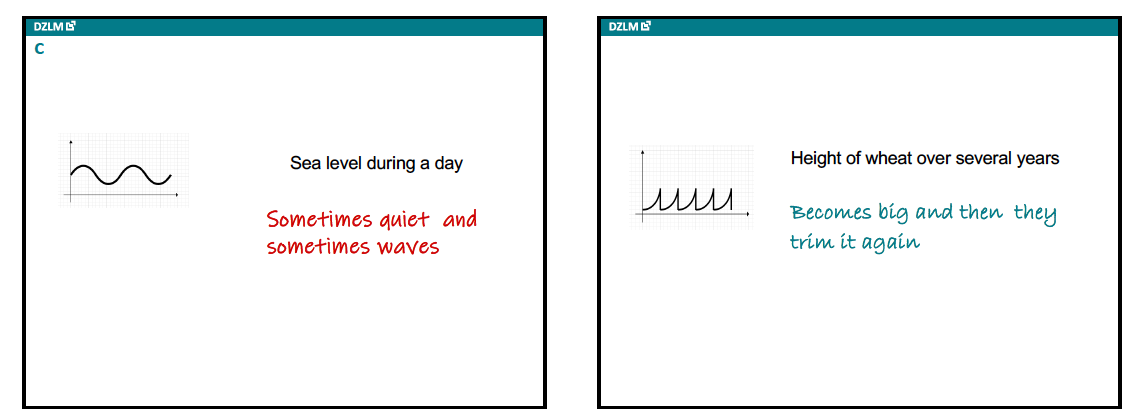 DZLM
C
Sea level during a day
Sometimes quiet and
sometimes waves
DZLM
Height of wheat over several years
Becomes big and then they
trim it again